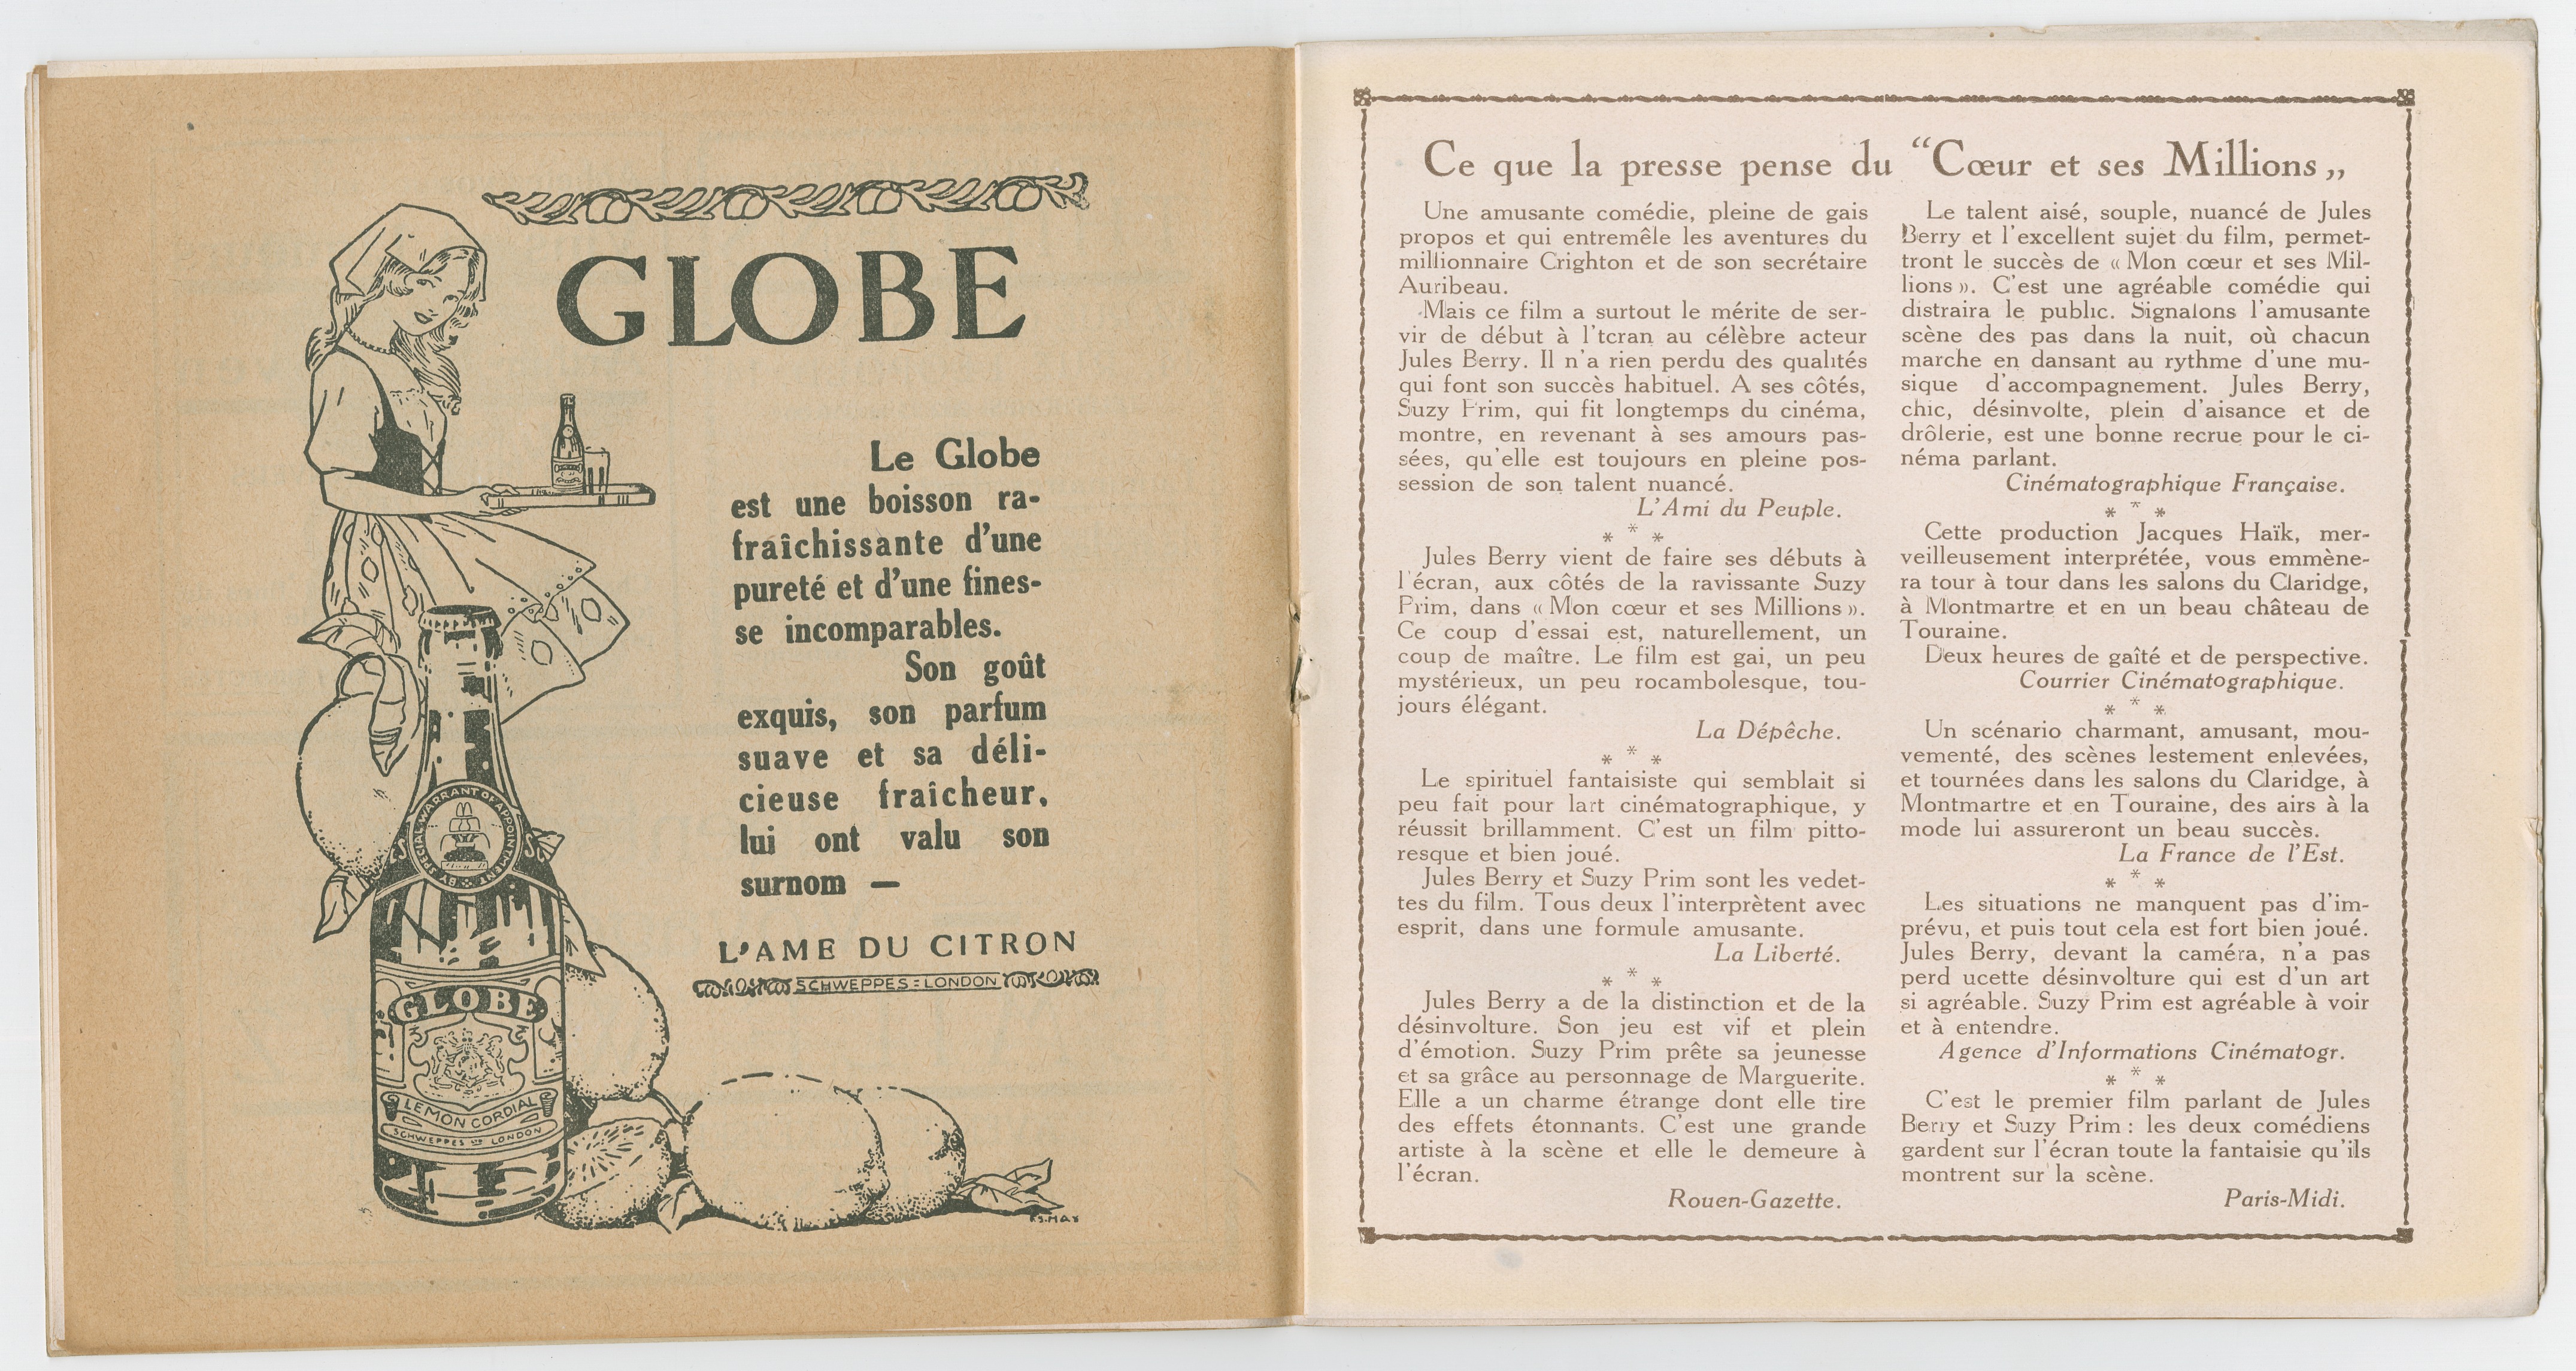 GLOBE
Le Globe
est une boisson ra-
fraîchissante d'une
pureté et d'une fines-
se incomparables.
Son goût
exquis, son parfum
suave et sa déli-
cieuse fraîcheur.
lui ont valu son
surnom —
L'AME DU CITRON
SCHWEPPES=LONDON
BY SPECIAL WARRANT OF APPOINTMENT
GLOBE
LEMON CORDIAL
SCHWEPPES LTD LONDON
Ce que la presse pense du “Cœur et ses Millions„
Une amusante comédie, pleine de gais
propos et qui entremêle les aventures du
millionnaire Crighton et de son secrétaire
Auribeau.
Mais ce film a surtout le mérite de ser-
vir de début à l'tcran au célèbre acteur
Jules Berry. Il n'a rien perdu des qualités
qui font son succès habituel. A ses côtés,
Suzy Prim, qui fit longtemps du cinéma,
montre, en revenant à ses amours pas-
sées, qu'elle est toujours en pleine pos-
session de son talent nuancé.
L'Ami du Peuple.
* * *
Jules Berry vient de faire ses débuts à
l'écran, aux côtés de la ravissante Suzy
Prim, dans « Mon cœur et ses Millions ».
Ce coup d'essai est, naturellement, un
coup de maître. Le film est gai, un peu
mystérieux, un peu rocambolesque, tou-
jours élégant.
La Dépêche.
* * *
Le spirituel fantaisiste qui semblait si
peu fait pour lart cinématographique, y
réussit brillamment. C'est un film pitto-
resque et bien joué.
Jules Berry et Suzy Prim sont les vedet-
tes du film. Tous deux l'interprètent avec
esprit, dans une formule amusante.
La Liberté.
* * *
Jules Berry a de la distinction et de la
désinvolture. Son jeu est vif et plein
d'émotion. Suzy Prim prête sa jeunesse
et sa grâce au personnage de Marguerite.
Elle a un charme étrange dont elle tire
des effets étonnants. C'est une grande
artiste à la scène et elle le demeure à
l'écran.
Rouen-Gazette.
Le talent aisé, souple, nuancé de Jules
Berry et l'excellent sujet du film, permet-
tront le succès de « Mon cœur et ses Mil-
lions ». C'est une agréable comédie qui
distraira le public. Signalons l'amusante
scène des pas dans la nuit, où chacun
marche en dansant au rythme d'une mu-
sique d'accompagnement. Jules Berry,
chic, désinvolte, plein d'aisance et de
drôlerie, est une bonne recrue pour le ci-
néma parlant.
Cinématographique Française.
* * *
Cette production Jacques Haïk, mer-
veilleusement interprétée, vous emmène-
ra tour à tour dans les salons du Claridge,
à Montmartre et en un beau château de
Touraine.
Deux heures de gaîté et de perspective.
Courrier Cinématographique.
* * *
Un scénario charmant, amusant, mou-
vementé, des scènes lestement enlevées,
et tournées dans les salons du Claridge, à
Montmartre et en Touraine, des airs à la
mode lui assureront un beau succès.
La France de l'Est.
* * *
Les situations ne manquent pas d'im-
prévu, et puis tout cela est fort bien joué.
Jules Berry, devant la caméra, n'a pas
perd ucette désinvolture qui est d'un art
si agréable. Suzy Prim est agréable à voir
et à entendre.
Agence d'Informations Cinématogr.
* * *
C'est le premier film parlant de Jules
Berry et Suzy Prim : les deux comédiens
gardent sur l'écran toute la fantaisie qu'ils
montrent sur la scène.
Paris-Midi.